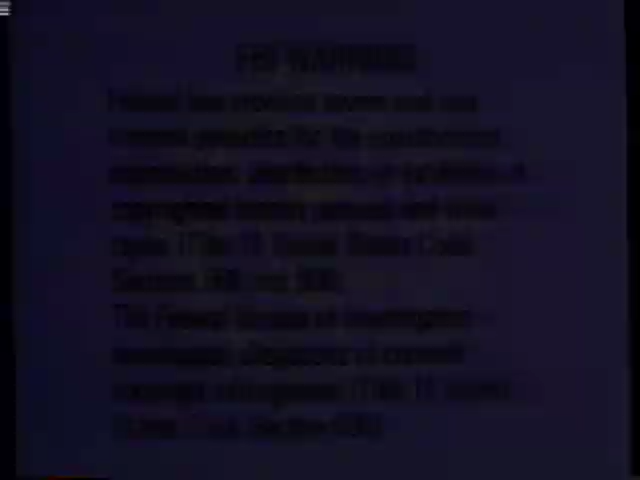 FBI WARNING
Federal law provides severe civil and
criminal penalties for the unauthorized
reproduction, distribution or exhibition of
copyrighted motion pictures and video
tapes (Title 17, United States Code,
Sections 501 and 506).
The Federal Bureau of Investigation
investigates allegations of criminal
copyright infringement (Title 17, United
States Code, Section 506).